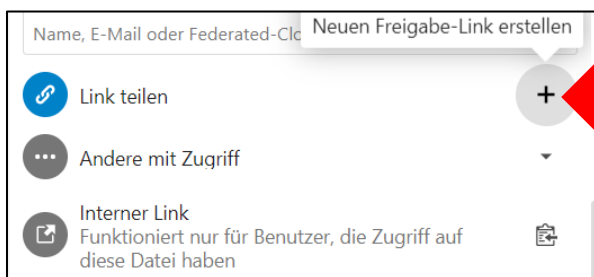 Neuen Freigabe-Link erstellen
Name, E-Mail oder Federated-Clo
Link teilen
Andere mit Zugriff
Interner Link
Funktioniert nur für Benutzer, die Zugriff auf
diese Datei haben